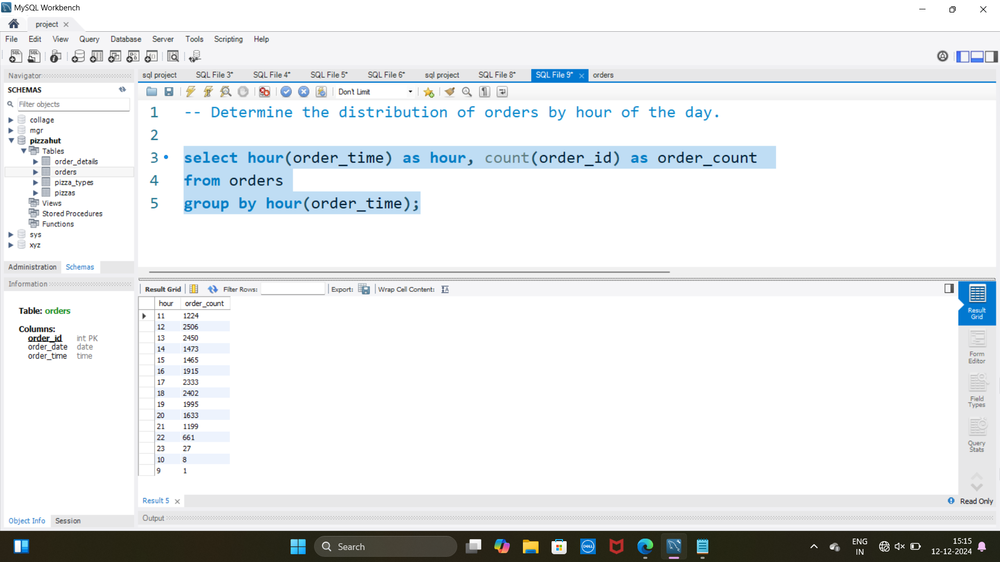 MySQL Workbench
project
File Edit View Query Database Server Tools Scripting Help
Navigator
SCHEMAS
Filter objects
collage
mgr
pizzahut
Tables
order_details
orders
pizza_types
pizzas
Views
Stored Procedures
Functions
sys
xyz
Administration Schemas
Information
Table: orders
Columns:
order_id int PK
order_date date
order_time time
Object Info Session
sql project SQL File 3* SQL File 4* SQL File 5* SQL File 6* sql project SQL File 8* SQL File 9* orders
Don't Limit
1 -- Determine the distribution of orders by hour of the day.
2
3 select hour(order_time) as hour, count(order_id) as order_count
4 from orders
5 group by hour(order_time);
Result Grid Filter Rows: Export: Wrap Cell Content:
hour order_count
11 1224
12 2506
13 2450
14 1473
15 1465
16 1915
17 2333
18 2402
19 1995
20 1633
21 1199
22 661
23 27
10 8
9 1
Result
Grid
Form
Editor
Field
Types
Query
Stats
Result 5
Read Only
Output
Search
DELL
ENG
IN
15:15
12-12-2024